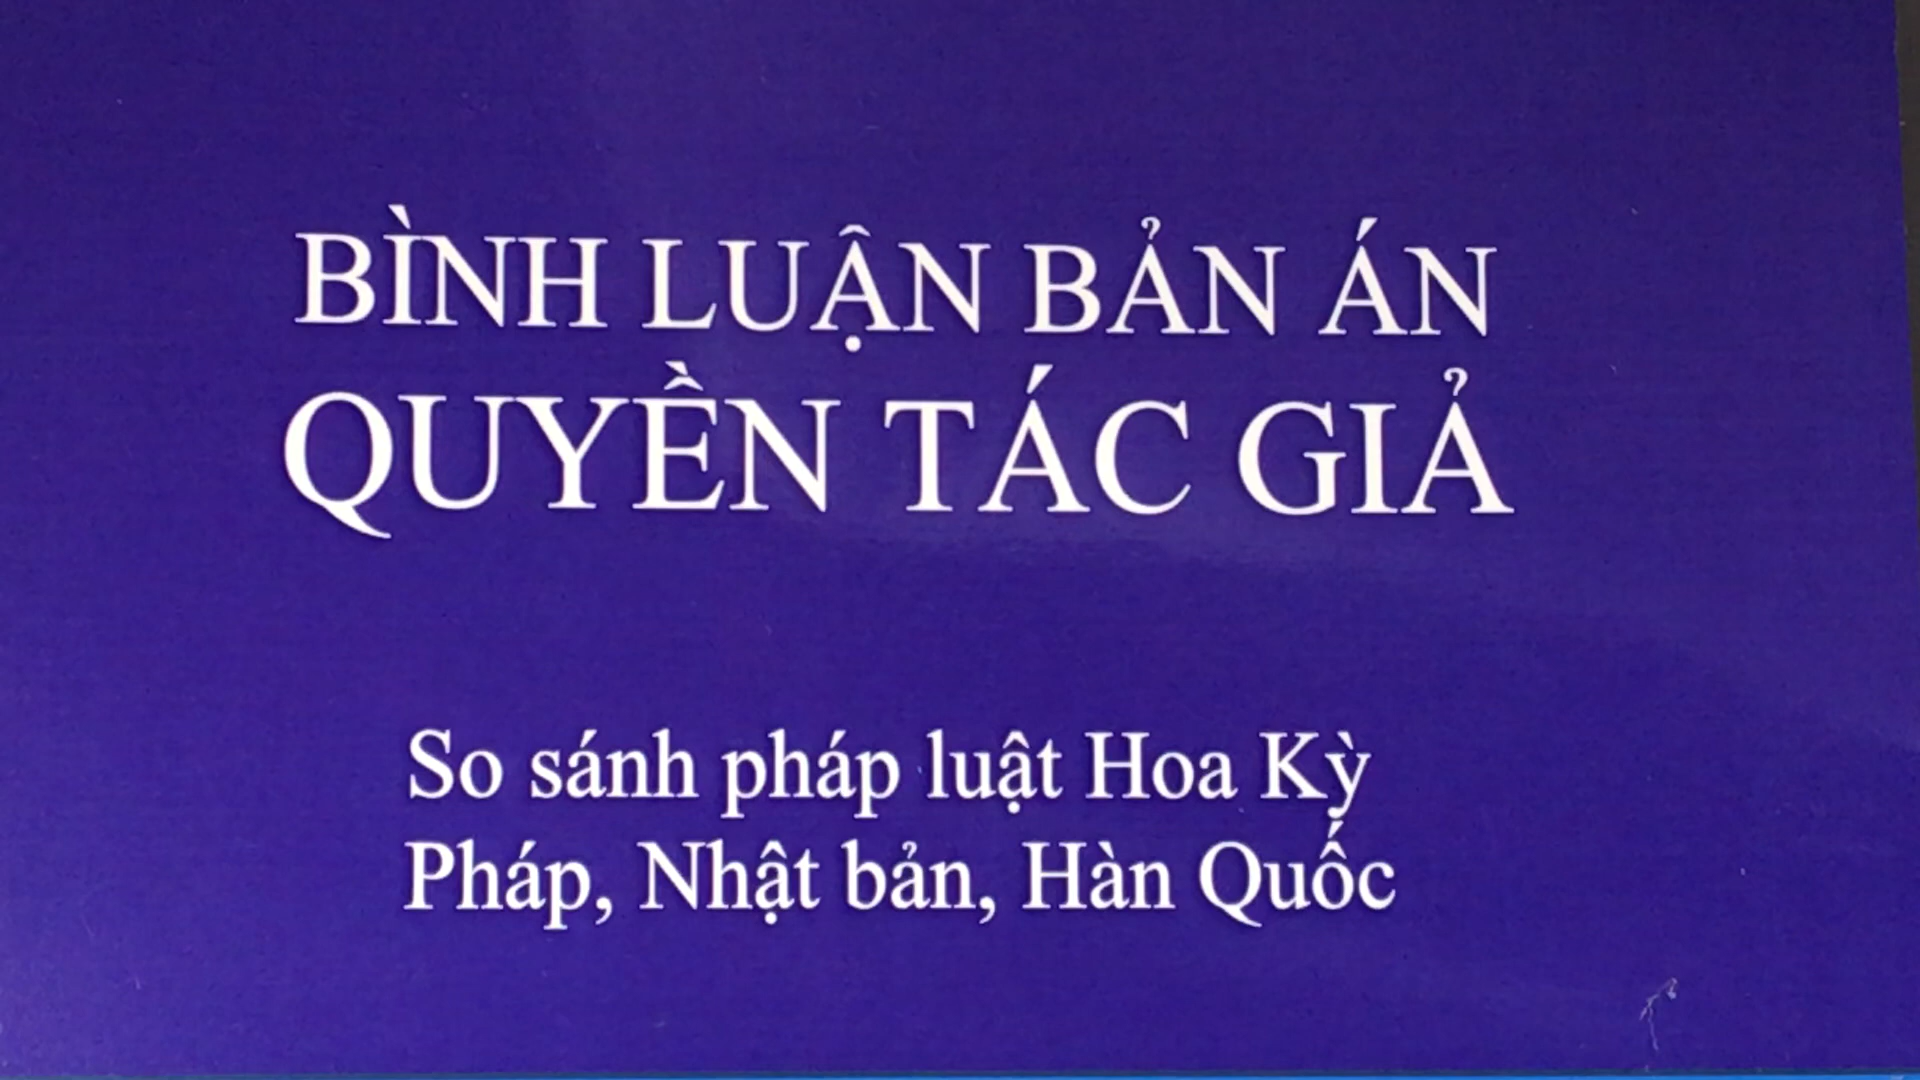 BÌNH LUẬN BẢN ÁN
QUYỀN TÁC GIẢ
So sánh pháp luật Hoa Kỳ
Pháp, Nhật bản, Hàn Quốc